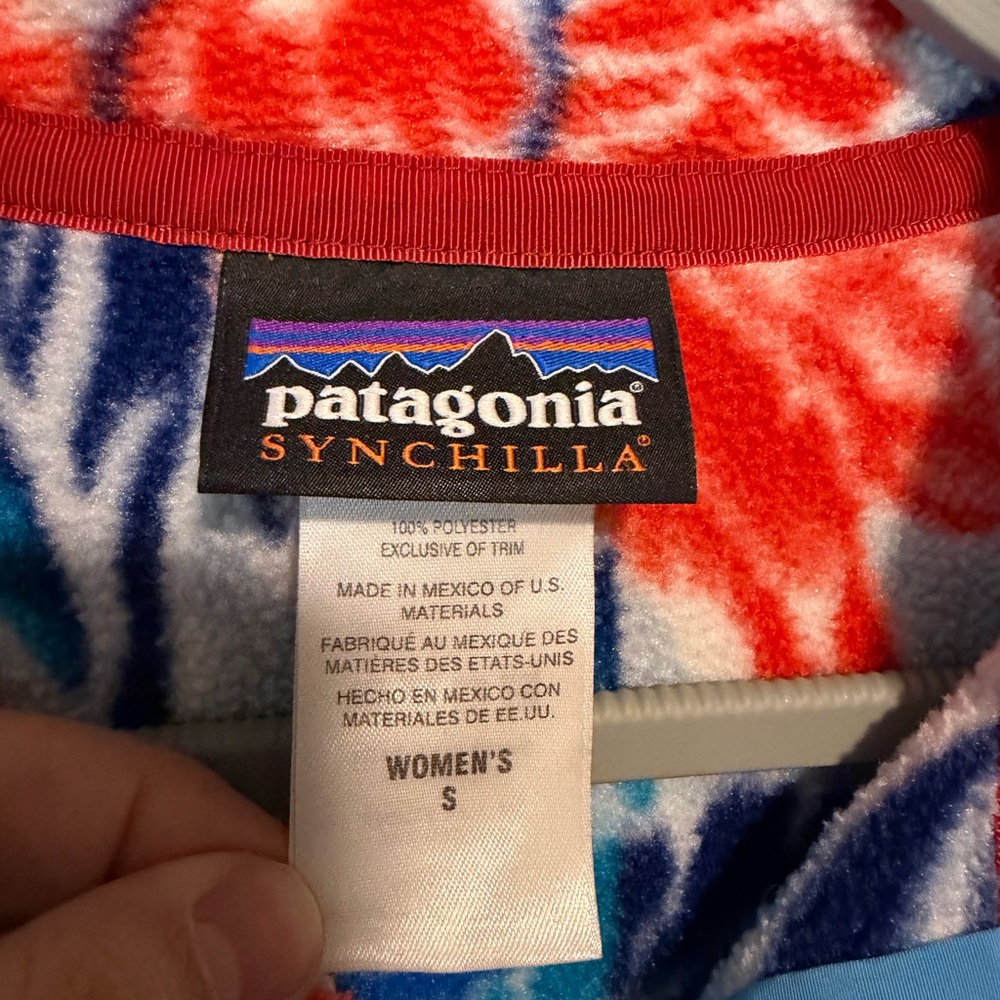 patagonia®
SYNCHILLA®
100% POLYESTER
EXCLUSIVE OF TRIM
MADE IN MEXICO OF U.S.
MATERIALS
FABRIQUÉ AU MEXIQUE DES
MATIÈRES DES ETATS-UNIS
HECHO EN MEXICO CON
MATERIALES DE EE.UU.
WOMEN'S
S